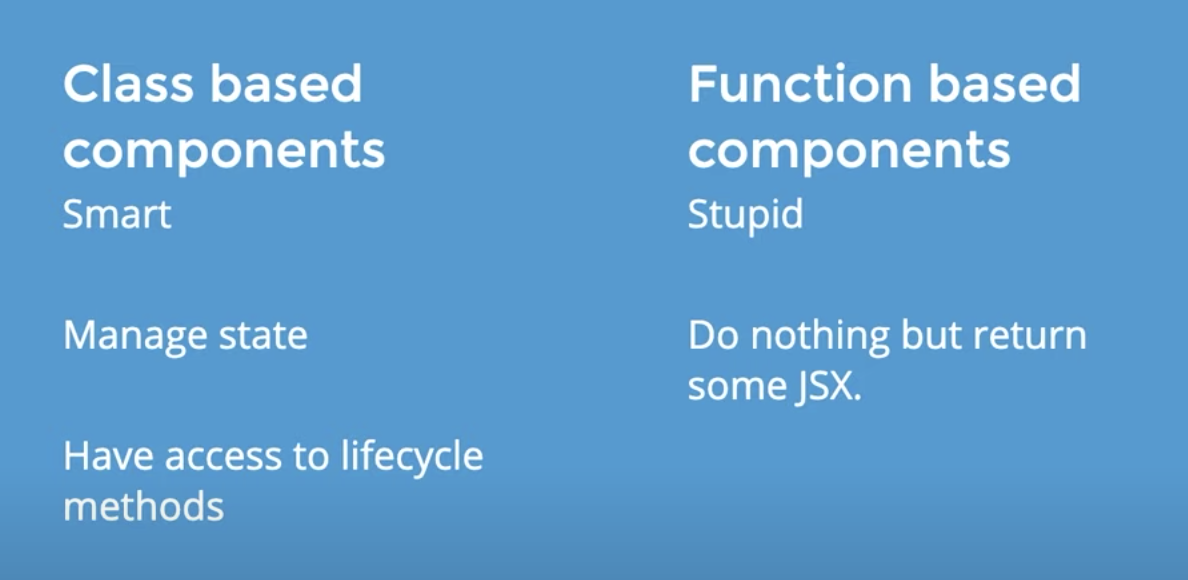 Class based
components
Smart
Manage state
Have access to lifecycle
methods
Function based
components
Stupid
Do nothing but return
some JSX.